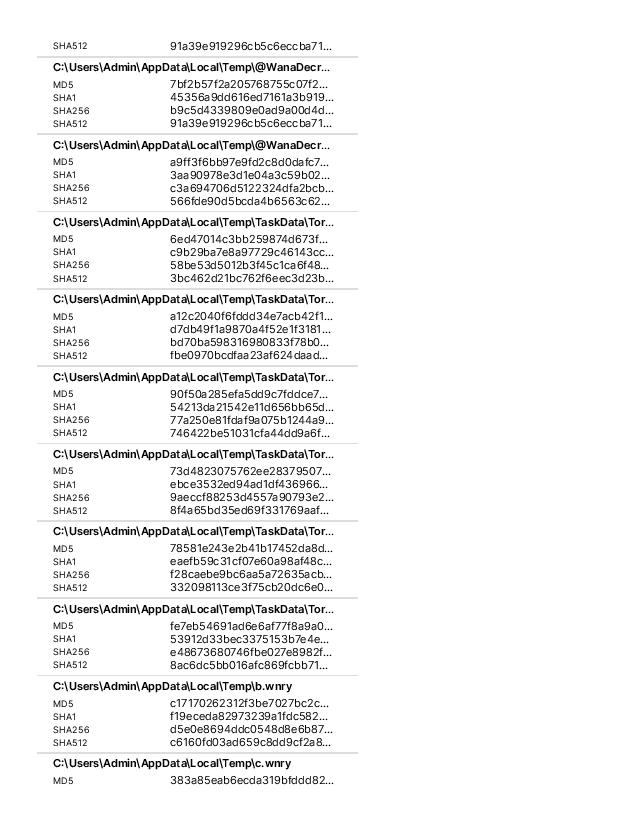 SHA512 91a39e919296cb5c6eccba71...
C:\Users\Admin\AppData\Local\Temp\@WanaDecr...
MD5 7bf2b57f2a205768755c07f2...
SHA1 45356a9dd616ed7161a3b919...
SHA256 b9c5d4339809e0ad9a00d4d...
SHA512 91a39e919296cb5c6eccba71...
C:\Users\Admin\AppData\Local\Temp\@WanaDecr...
MD5 a9ff3f6bb97e9fd2c8d0dafc7...
SHA1 3aa90978e3d1e04a3c59b02...
SHA256 c3a694706d5122324dfa2bcb...
SHA512 566fde90d5bcda4b6563c62...
C:\Users\Admin\AppData\Local\Temp\TaskData\Tor...
MD5 6ed47014c3bb259874d673f...
SHA1 c9b29ba7e8a97729c46143cc...
SHA256 58be53d5012b3f45c1ca6f48...
SHA512 3bc462d21bc762f6eec3d23b...
C:\Users\Admin\AppData\Local\Temp\TaskData\Tor...
MD5 a12c2040f6fddd34e7acb42f1...
SHA1 d7db49f1a9870a4f52e1f3181...
SHA256 bd70ba598316980833f78b0...
SHA512 fbe0970bcdfaa23af624daad...
C:\Users\Admin\AppData\Local\Temp\TaskData\Tor...
MD5 90f50a285efa5dd9c7fddce7...
SHA1 54213da21542e11d656bb65d...
SHA256 77a250e81fdaf9a075b1244a9...
SHA512 746422be51031cfa44dd9a6f...
C:\Users\Admin\AppData\Local\Temp\TaskData\Tor...
MD5 73d4823075762ee28379507...
SHA1 ebce3532ed94ad1df436966...
SHA256 9aeccf88253d4557a90793e2...
SHA512 8f4a65bd35ed69f331769aaf...
C:\Users\Admin\AppData\Local\Temp\TaskData\Tor...
MD5 78581e243e2b41b17452da8d...
SHA1 eaefb59c31cf07e60a98af48c...
SHA256 f28caebe9bc6aa5a72635acb...
SHA512 332098113ce3f75cb20dc6e0...
C:\Users\Admin\AppData\Local\Temp\TaskData\Tor...
MD5 fe7eb54691ad6e6af77f8a9a0...
SHA1 53912d33bec3375153b7e4e...
SHA256 e48673680746fbe027e8982f...
SHA512 8ac6dc5bb016afc869fcbb71...
C:\Users\Admin\AppData\Local\Temp\b.wnry
MD5 c17170262312f3be7027bc2c...
SHA1 f19eceda82973239a1fdc582...
SHA256 d5e0e8694ddc0548d8e6b87...
SHA512 c6160fd03ad659c8dd9cf2a8...
C:\Users\Admin\AppData\Local\Temp\c.wnry
MD5 383a85eab6ecda319bfddd82...